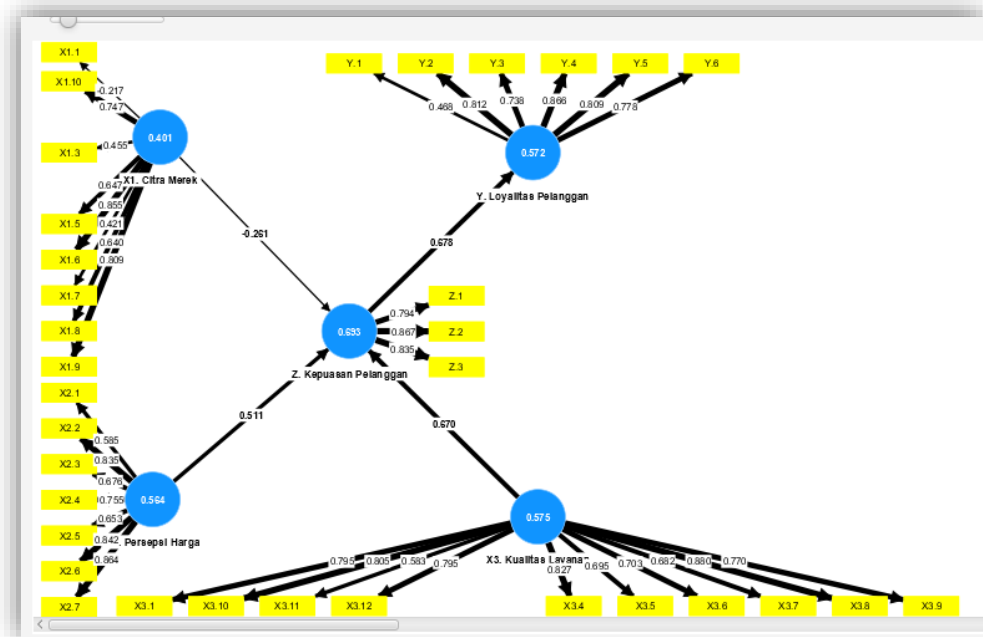 X1.1
X1.10
X1.3
X1.5
X1.6
X1.7
X1.8
X1.9
-0.217
0.747
0.455
0.647
0.855
0.421
0.640
0.809
0.401
X1. Citra Merek
-0.261
Y.1
Y.2
Y.3
Y.4
Y.5
Y.6
0.468
0.812
0.738
0.866
0.809
0.778
0.572
Y. Loyalitas Pelanggan
0.678
Z.1
Z.2
Z.3
0.794
0.867
0.835
0.693
Z. Kepuasan Pelanggan
0.511
0.670
X2.1
X2.2
X2.3
X2.4
X2.5
X2.6
X2.7
0.585
0.835
0.676
0.755
0.653
0.842
0.864
0.564
. Persepsi Harga
0.575
X3. Kualitas Layanan
0.795
0.805
0.583
0.795
0.827
0.695
0.703
0.682
0.880
0.770
X3.1
X3.10
X3.11
X3.12
X3.4
X3.5
X3.6
X3.7
X3.8
X3.9